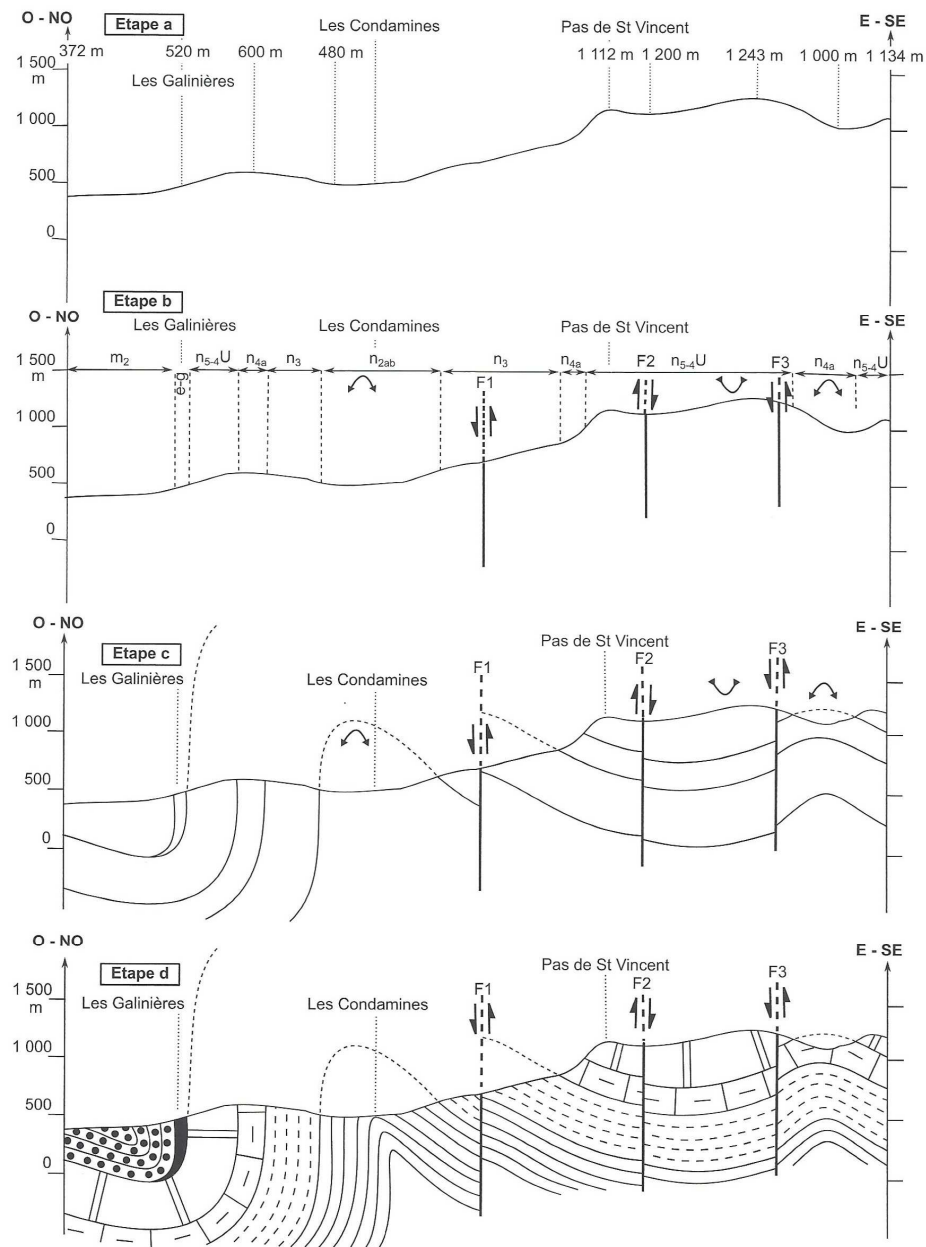 O - NO
Etape a
Les Condamines
Pas de St Vincent
E - SE
372 m 520 m 600 m 480 m 1 112 m 1 200 m 1 243 m 1 000 m 1 134 m
1 500
m
Les Galinières
1 000
500
0
Etape b
O - NO
Les Galinières
Les Condamines
Pas de St Vincent
E - SE
m2 e-g n5-4U n4a n3 n2ab n3 n4a n5-4U n4a n5-4U
1 500
m
F1 F2 F3
1 000
500
0
O - NO
Etape c
E - SE
Pas de St Vincent
1 500
m
Les Galinières
Les Condamines
F1 F2 F3
1 000
500
0
O - NO
Etape d
E - SE
Pas de St Vincent
1 500
m
Les Galinières
Les Condamines
F1 F2 F3
1 000
500
0